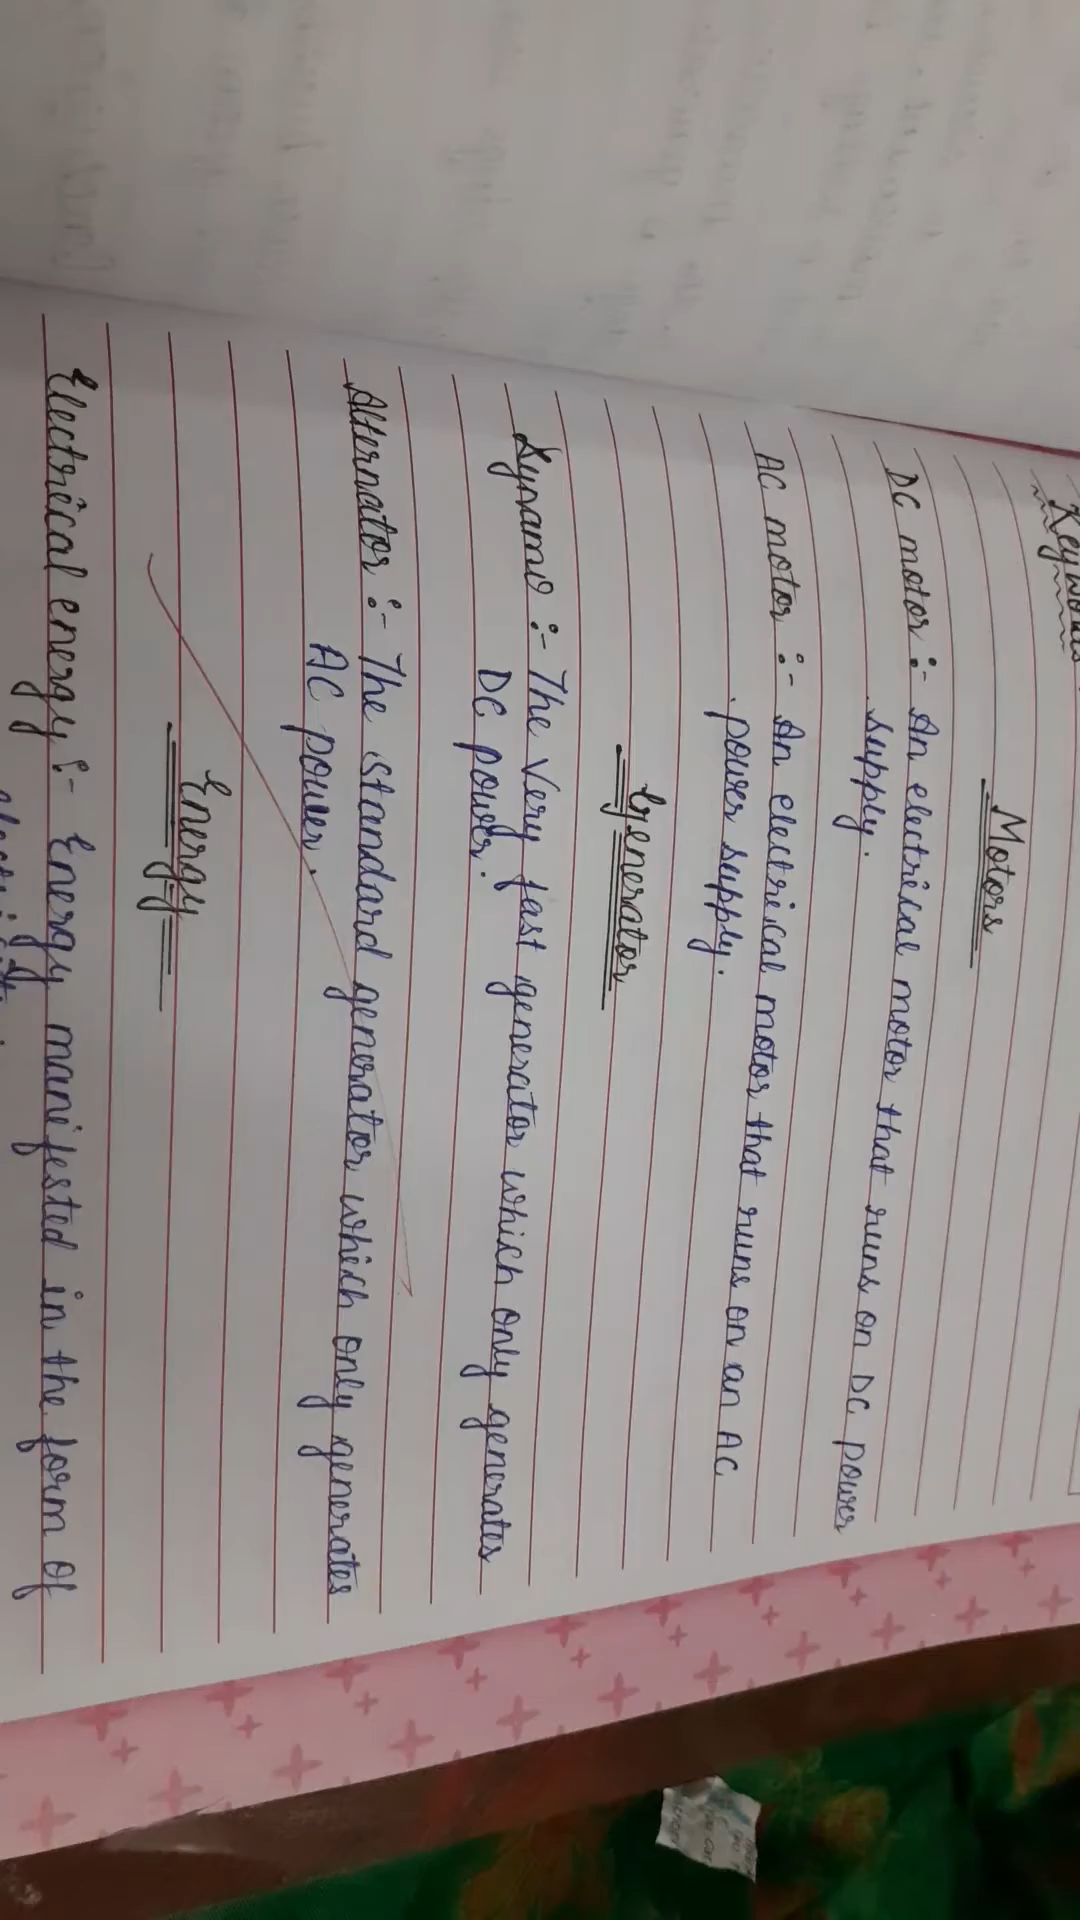 Keywords
Motors
DC motor :- An electrical motor that runs on DC power
supply.
AC motor :- An electrical motor that runs on an AC
power supply.
Generator
Dynamo :- The very fast generator which only generates
DC power.
Alternator :- The standard generator which only generates
AC power.
Energy
Electrical energy :- Energy manifested in the form of